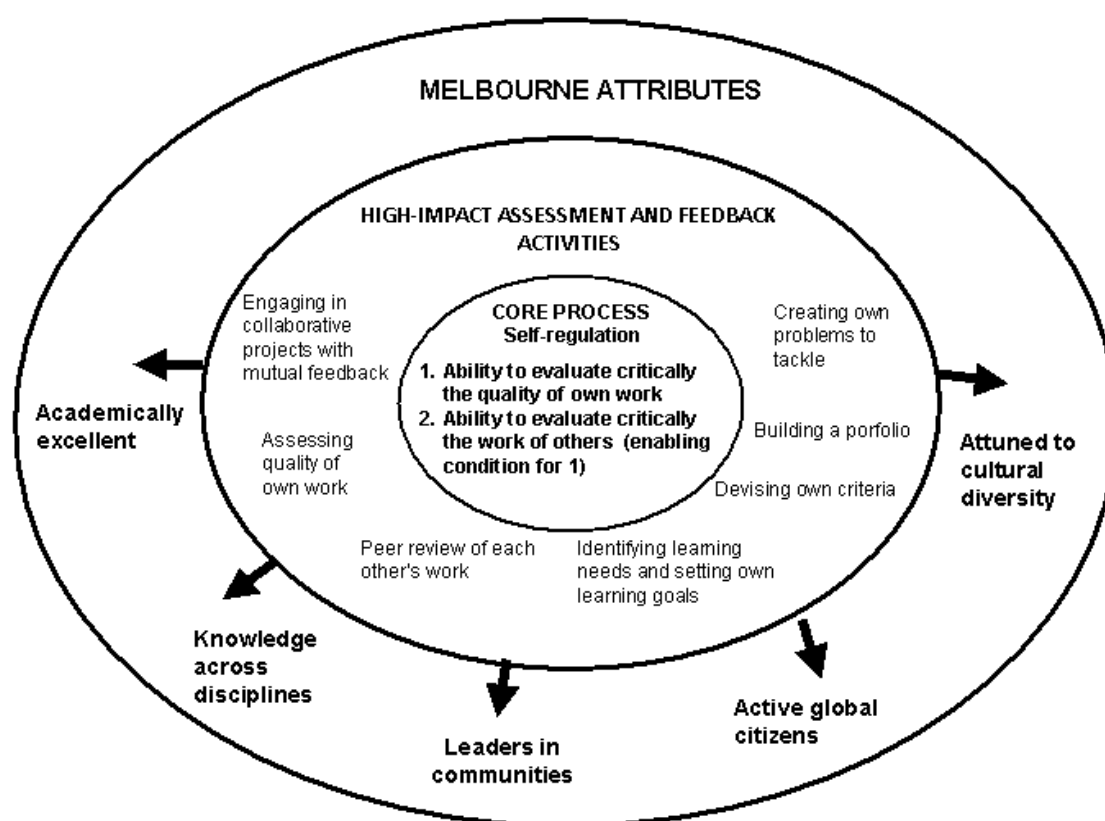 MELBOURNE ATTRIBUTES
HIGH-IMPACT ASSESSMENT AND FEEDBACK
ACTIVITIES
CORE PROCESS
Self-regulation
1. Ability to evaluate critically
the quality of own work
2. Ability to evaluate critically
the work of others (enabling
condition for 1)
Engaging in
collaborative
projects with
mutual feedback
Assessing
quality of
own work
Peer review of each
other's work
Identifying learning
needs and setting own
learning goals
Devising own criteria
Building a porfolio
Creating own
problems to
tackle
Academically
excellent
Knowledge
across
disciplines
Leaders in
communities
Active global
citizens
Attuned to
cultural
diversity